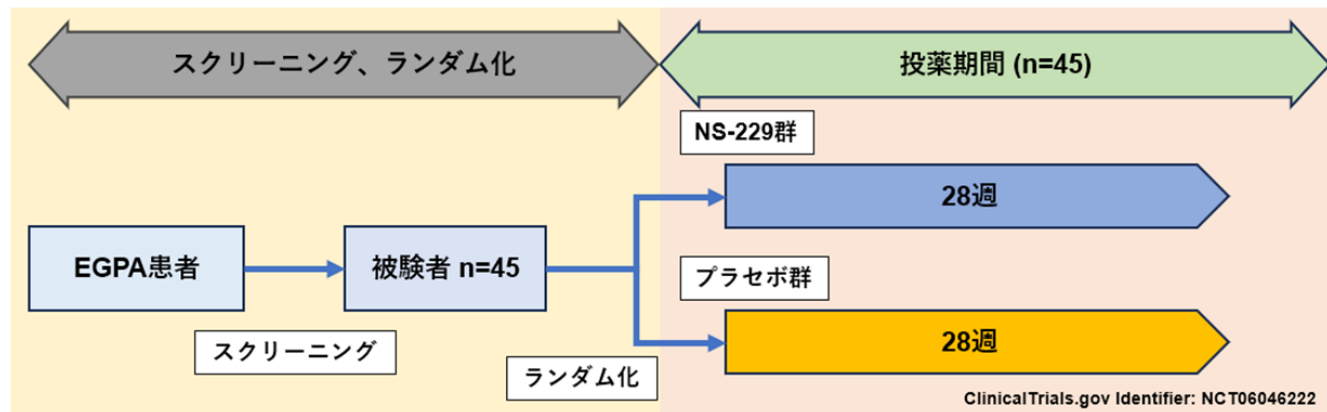 スクリーニング、ランダム化
投薬期間 (n=45)
NS-229群
28週
EGPA患者
被験者 n=45
プラセボ群
スクリーニング
28週
ランダム化
ClinicalTrials.gov Identifier: NCT06046222